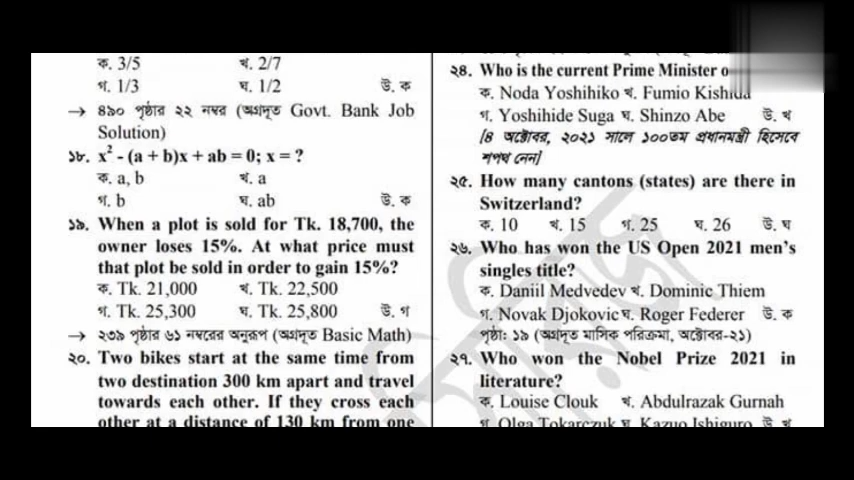 ক. 3/5 খ. 2/7
গ. 1/3 ঘ. 1/2 উ. ক
→ ৪৯০ পৃষ্ঠার ২২ নম্বর (অগ্রদূত Govt. Bank Job
Solution)
১৮. x² - (a + b)x + ab = 0; x = ?
ক. a, b খ. a
গ. b ঘ. ab উ. ক
১৯. When a plot is sold for Tk. 18,700, the
owner loses 15%. At what price must
that plot be sold in order to gain 15%?
ক. Tk. 21,000 খ. Tk. 22,500
গ. Tk. 25,300 ঘ. Tk. 25,800 উ. গ
→ ২৩৯ পৃষ্ঠার ৬১ নম্বরের অনুরূপ (অগ্রদূত Basic Math)
২০. Two bikes start at the same time from
two destination 300 km apart and travel
towards each other. If they cross each
other at a distance of 130 km from one
২৪. Who is the current Prime Minister o
ক. Noda Yoshihiko খ. Fumio Kishida
গ. Yoshihide Suga ঘ. Shinzo Abe উ. খ
[৪ অক্টোবর, ২০২১ সালে ১০০তম প্রধানমন্ত্রী হিসেবে
শপথ নেন]
২৫. How many cantons (states) are there in
Switzerland?
ক. 10 খ. 15 গ. 25 ঘ. 26 উ. ঘ
২৬. Who has won the US Open 2021 men's
singles title?
ক. Daniil Medvedev খ. Dominic Thiem
গ. Novak Djokovic ঘ. Roger Federer উ. ক
পৃষ্ঠা: ১৯ (অগ্রদূত মাসিক পরিক্রমা, অক্টোবর-২১)
২৭. Who won the Nobel Prize 2021 in
literature?
ক. Louise Clouk খ. Abdulrazak Gurnah
গ. Olga Tokarczuk ঘ. Kazuo Ishiguro উ. খ